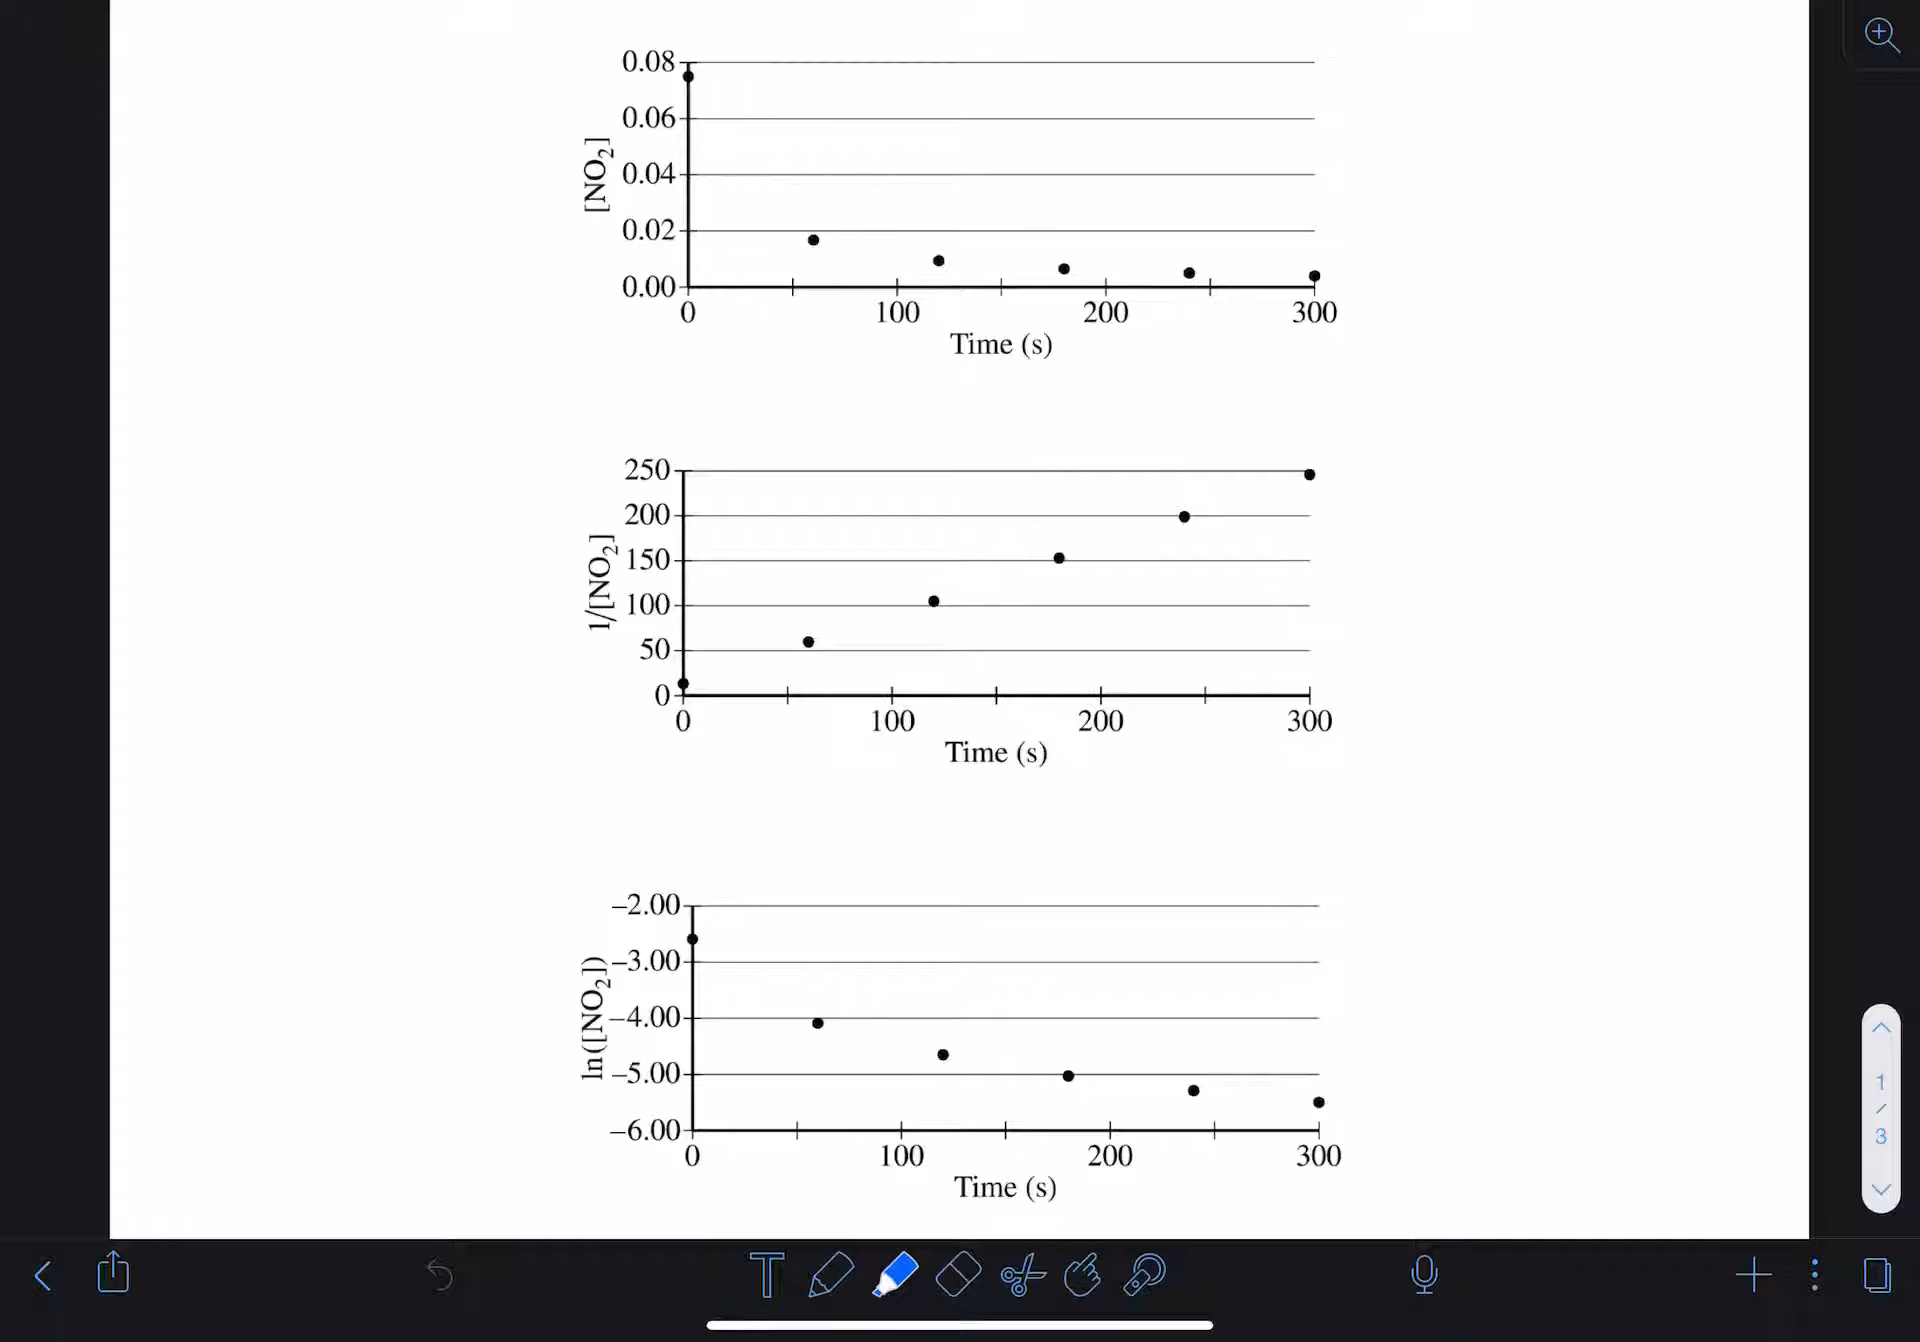 0.08
0.06
0.04
0.02
0.00
[NO2]
0 100 200 300
Time (s)
250
200
150
100
50
0
1/[NO2]
0 100 200 300
Time (s)
–2.00
–3.00
–4.00
–5.00
–6.00
ln([NO2])
0 100 200 300
Time (s)
1
/
3
T